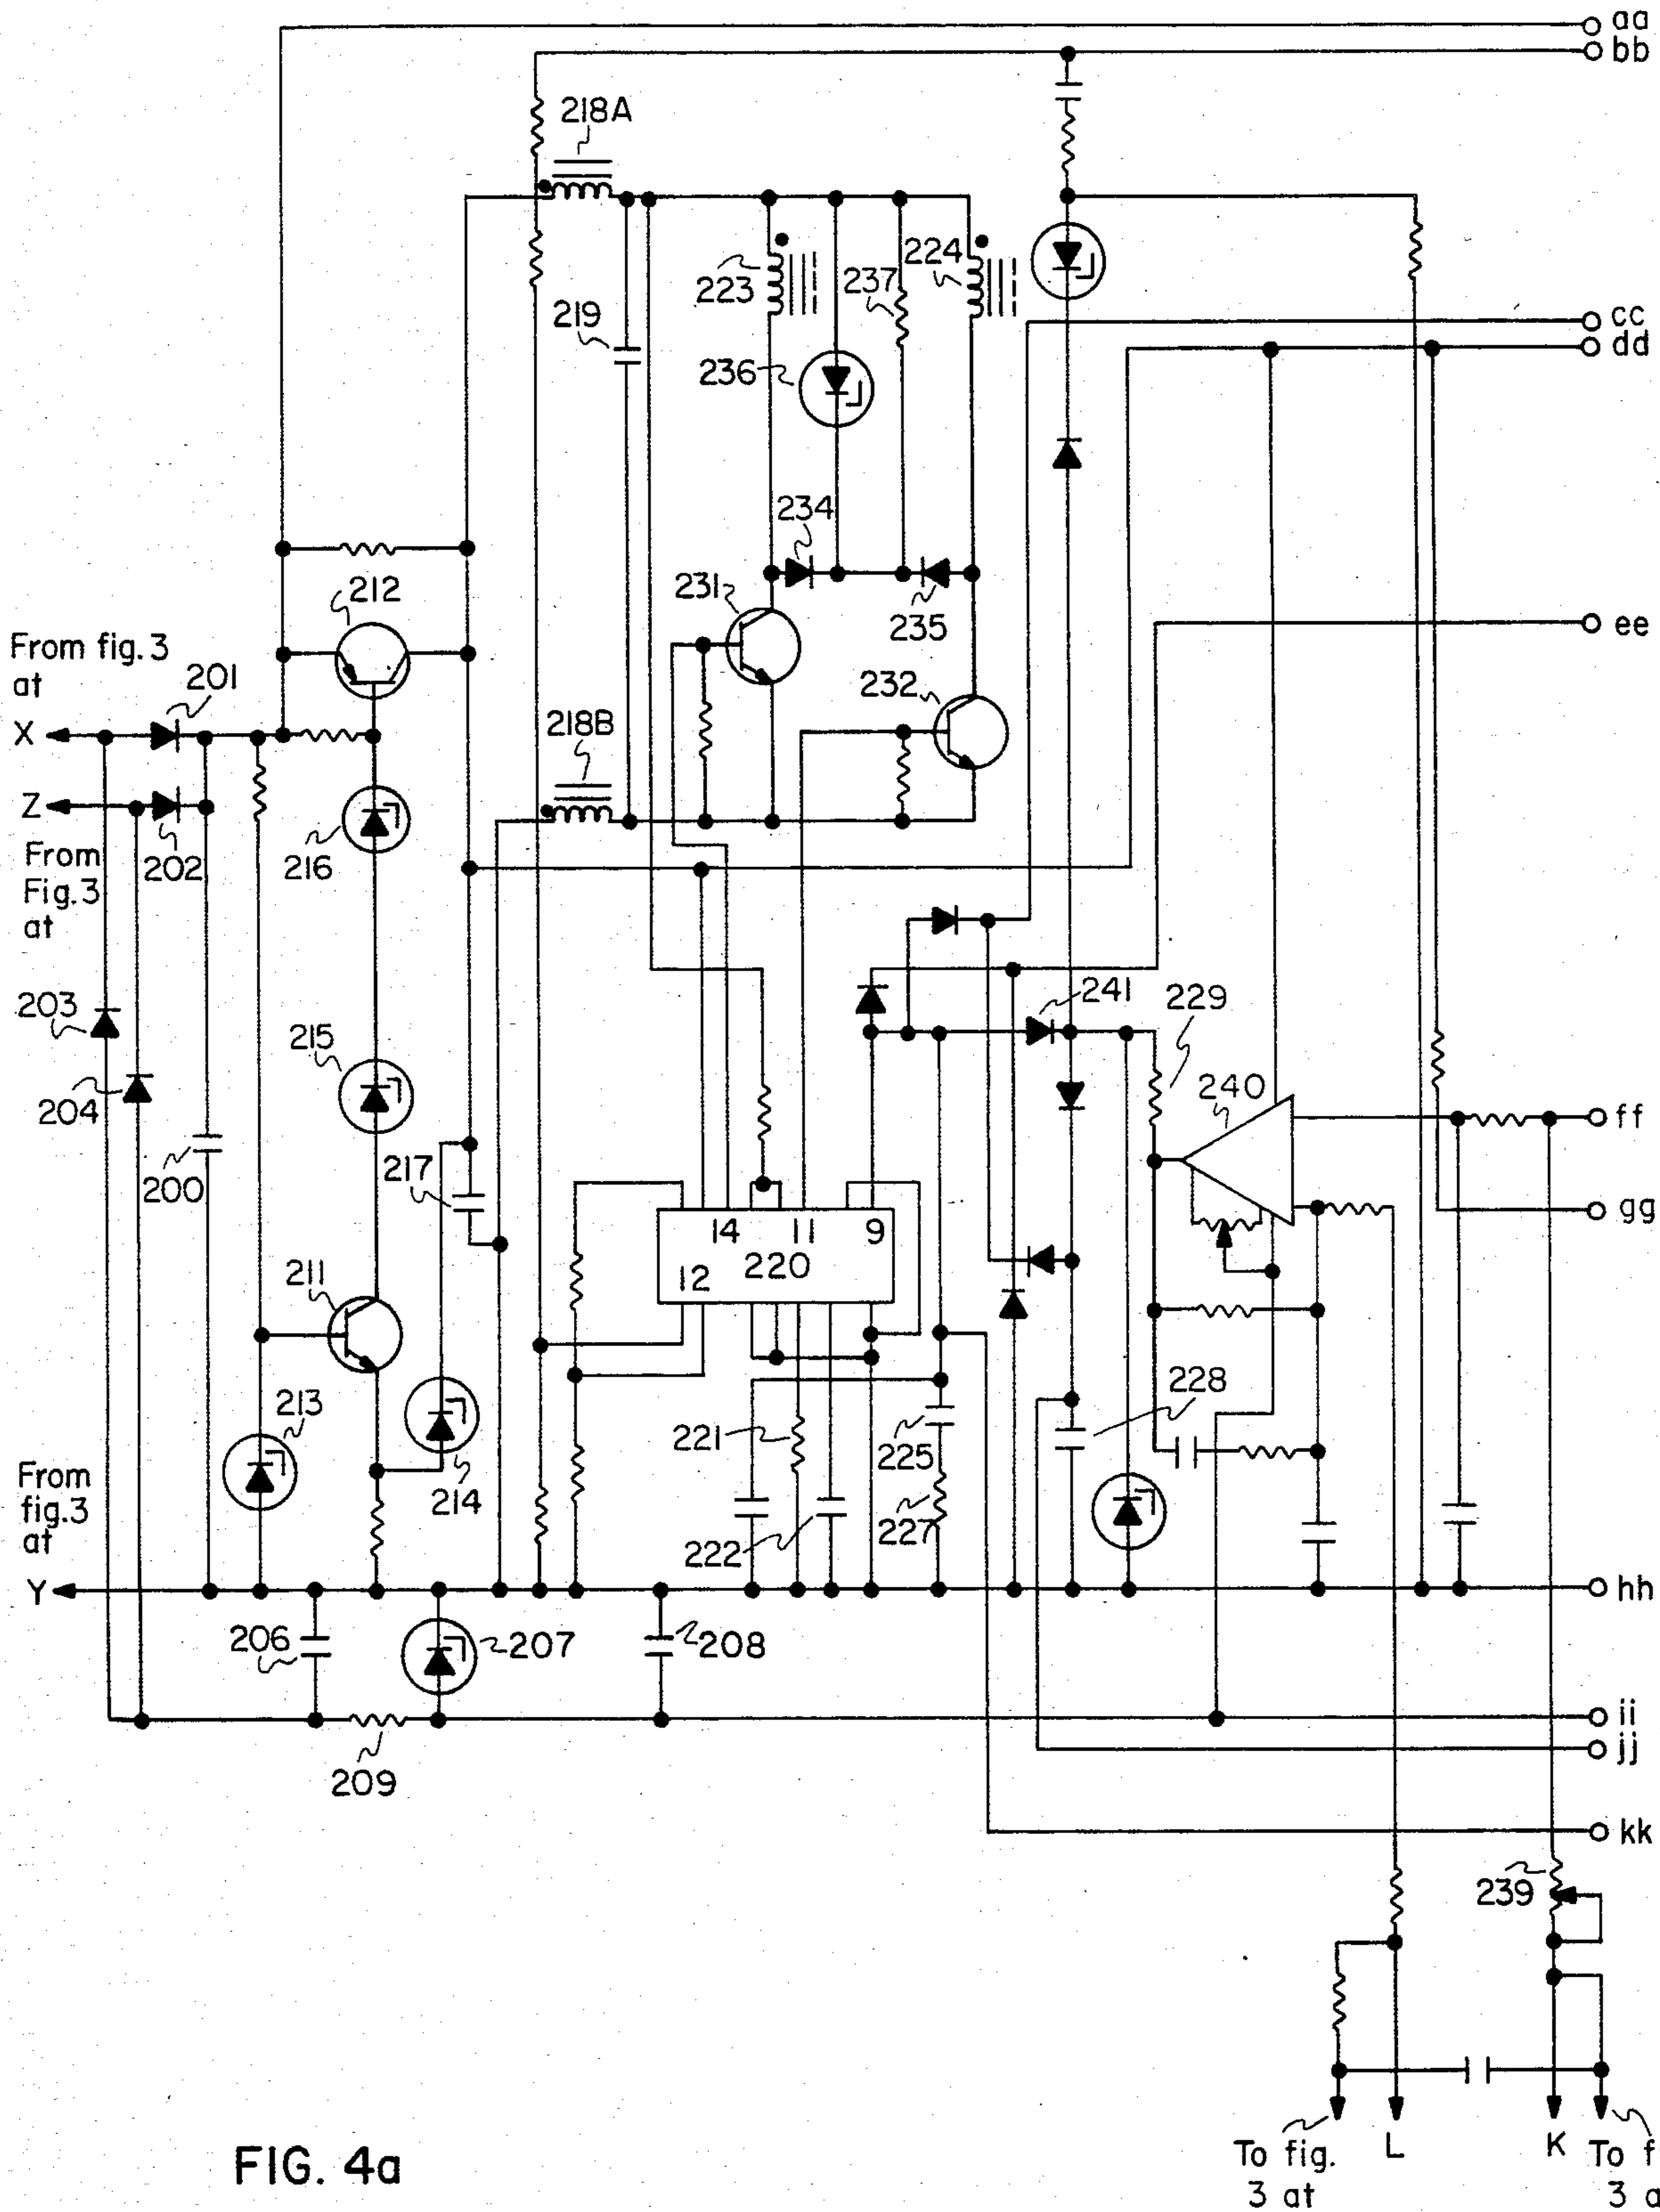 aa
bb
218A
223
224
237
219
236
cc
dd
234
231
235
212
ee
From fig. 3
at
201
X
232
218B
Z
202
216
From
Fig. 3
at
203
241
229
215
204
240
ff
200
217
14
11
9
gg
220
12
211
213
228
221
225
From
fig. 3
at
214
222
227
Y
hh
206
207
208
ii
jj
209
kk
239
To fig.
3 at
L
K
To f
3 a
FIG. 4a